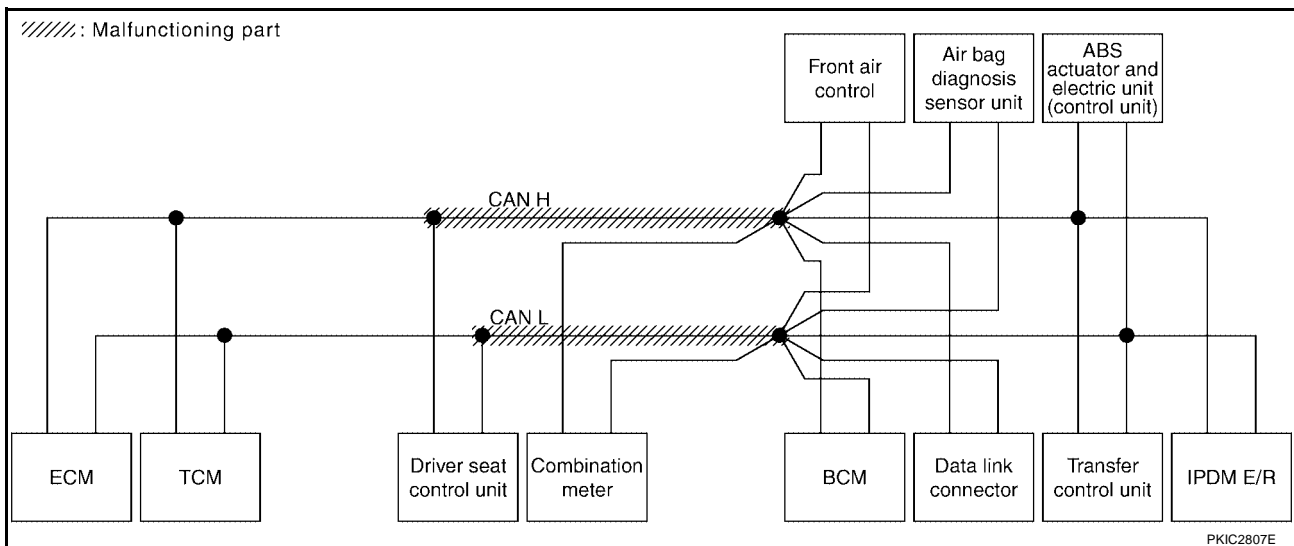 : Malfunctioning part
Front air
control
Air bag
diagnosis
sensor unit
ABS
actuator and
electric unit
(control unit)
CAN H
CAN L
ECM
TCM
Driver seat
control unit
Combination
meter
BCM
Data link
connector
Transfer
control unit
IPDM E/R
PKIC2807E